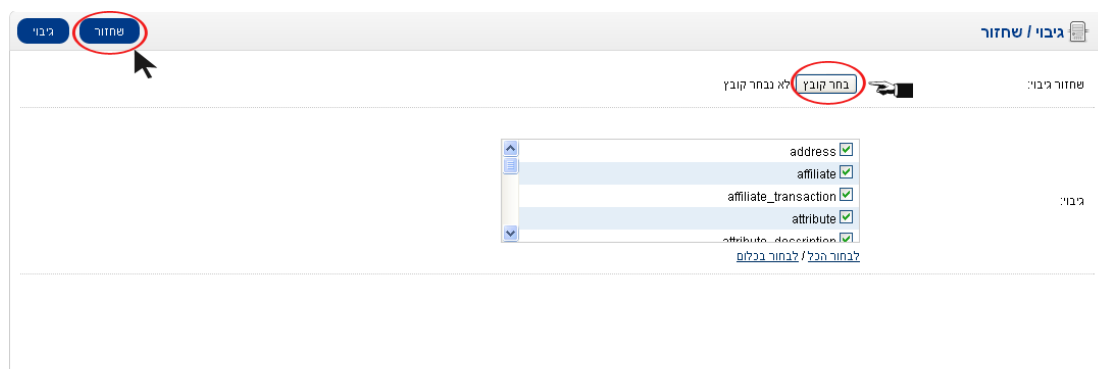 גיבוי / שחזור
שחזור
גיבוי
שחזור גיבוי:
בחר קובץ לא נבחר קובץ
גיבוי:
address
affiliate
affiliate_transaction
attribute
attribute_description
לבחור הכל / לבחור בכלום